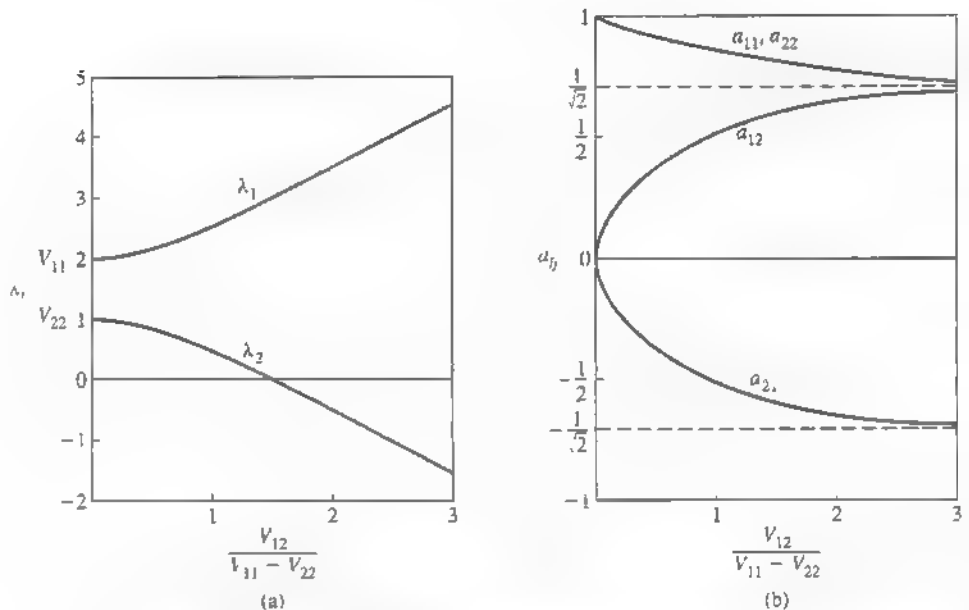 5
4
λ₁
3
V₁₁ 2
V₂₂ 1
λ₂
0
−1
−2
1 2 3
V₁₂
V₁₁ − V₂₂
(a)
1
a₁₁, a₂₂
1
√2
1
2
a₁₂
aᵢⱼ 0
−1
2
−1
√2
−1
1 2 3
V₁₂
V₁₁ − V₂₂
(b)